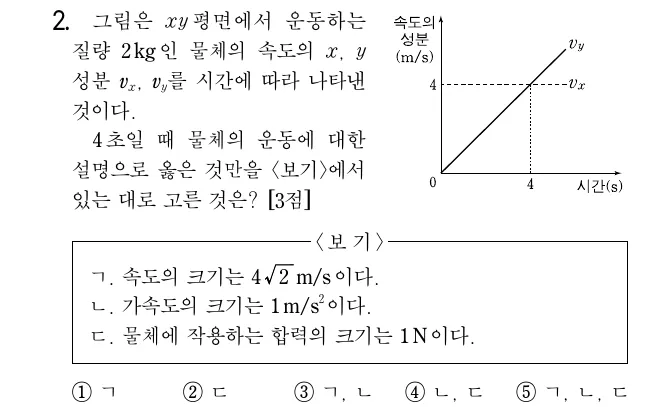 2. 그림은 xy평면에서 운동하는
질량 2kg인 물체의 속도의 x, y
성분 vₓ, v_y를 시간에 따라 나타낸
것이다.
4초일 때 물체의 운동에 대한
설명으로 옳은 것만을 <보기>에서
있는 대로 고른 것은? [3점]
속도의
성분
(m/s)
v_y
4
vₓ
0
4
시간(s)
<보 기>
ㄱ. 속도의 크기는 4√2 m/s이다.
ㄴ. 가속도의 크기는 1m/s²이다.
ㄷ. 물체에 작용하는 합력의 크기는 1N이다.
① ㄱ ② ㄷ ③ ㄱ, ㄴ ④ ㄴ, ㄷ ⑤ ㄱ, ㄴ, ㄷ